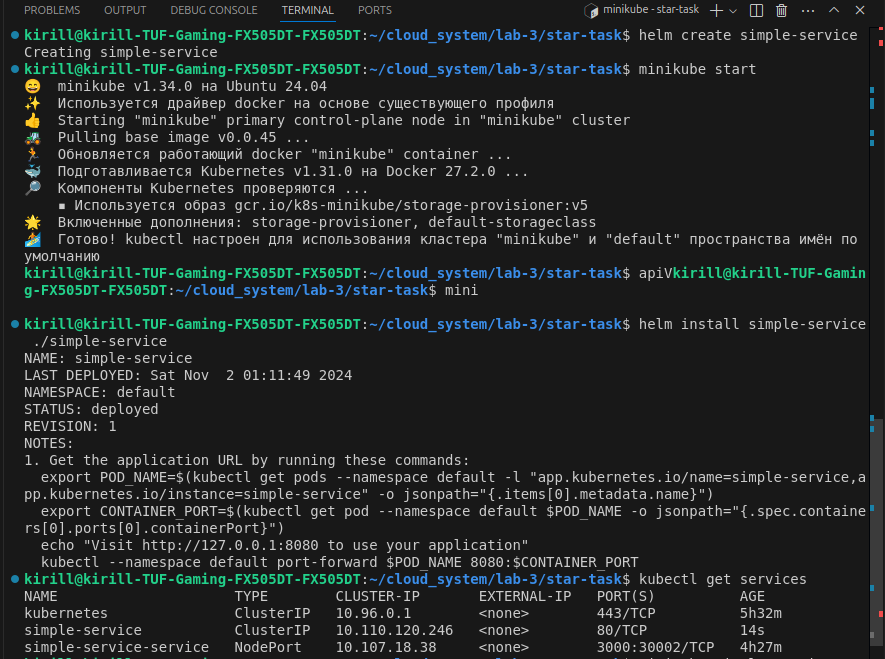 PROBLEMS OUTPUT DEBUG CONSOLE TERMINAL PORTS minikube - star-task
kirill@kirill-TUF-Gaming-FX505DT-FX505DT:~/cloud_system/lab-3/star-task$ helm create simple-service
Creating simple-service
kirill@kirill-TUF-Gaming-FX505DT-FX505DT:~/cloud_system/lab-3/star-task$ minikube start
😄 minikube v1.34.0 на Ubuntu 24.04
✨ Используется драйвер docker на основе существующего профиля
👍 Starting "minikube" primary control-plane node in "minikube" cluster
🚜 Pulling base image v0.0.45 ...
🏃 Обновляется работающий docker "minikube" container ...
🐳 Подготавливается Kubernetes v1.31.0 на Docker 27.2.0 ...
🔎 Компоненты Kubernetes проверяются ...
▪ Используется образ gcr.io/k8s-minikube/storage-provisioner:v5
🌟 Включенные дополнения: storage-provisioner, default-storageclass
🏄 Готово! kubectl настроен для использования кластера "minikube" и "default" пространства имён по
умолчанию
kirill@kirill-TUF-Gaming-FX505DT-FX505DT:~/cloud_system/lab-3/star-task$ apiVkirill@kirill-TUF-Gamin
g-FX505DT-FX505DT:~/cloud_system/lab-3/star-task$ mini
kirill@kirill-TUF-Gaming-FX505DT-FX505DT:~/cloud_system/lab-3/star-task$ helm install simple-service
./simple-service
NAME: simple-service
LAST DEPLOYED: Sat Nov  2 01:11:49 2024
NAMESPACE: default
STATUS: deployed
REVISION: 1
NOTES:
1. Get the application URL by running these commands:
export POD_NAME=$(kubectl get pods --namespace default -l "app.kubernetes.io/name=simple-service,a
pp.kubernetes.io/instance=simple-service" -o jsonpath="{.items[0].metadata.name}")
export CONTAINER_PORT=$(kubectl get pod --namespace default $POD_NAME -o jsonpath="{.spec.containe
rs[0].ports[0].containerPort}")
echo "Visit http://127.0.0.1:8080 to use your application"
kubectl --namespace default port-forward $POD_NAME 8080:$CONTAINER_PORT
kirill@kirill-TUF-Gaming-FX505DT-FX505DT:~/cloud_system/lab-3/star-task$ kubectl get services
NAME TYPE CLUSTER-IP EXTERNAL-IP PORT(S) AGE
kubernetes ClusterIP 10.96.0.1 <none> 443/TCP 5h32m
simple-service ClusterIP 10.110.120.246 <none> 80/TCP 14s
simple-service-service NodePort 10.107.18.38 <none> 3000:30002/TCP 4h27m